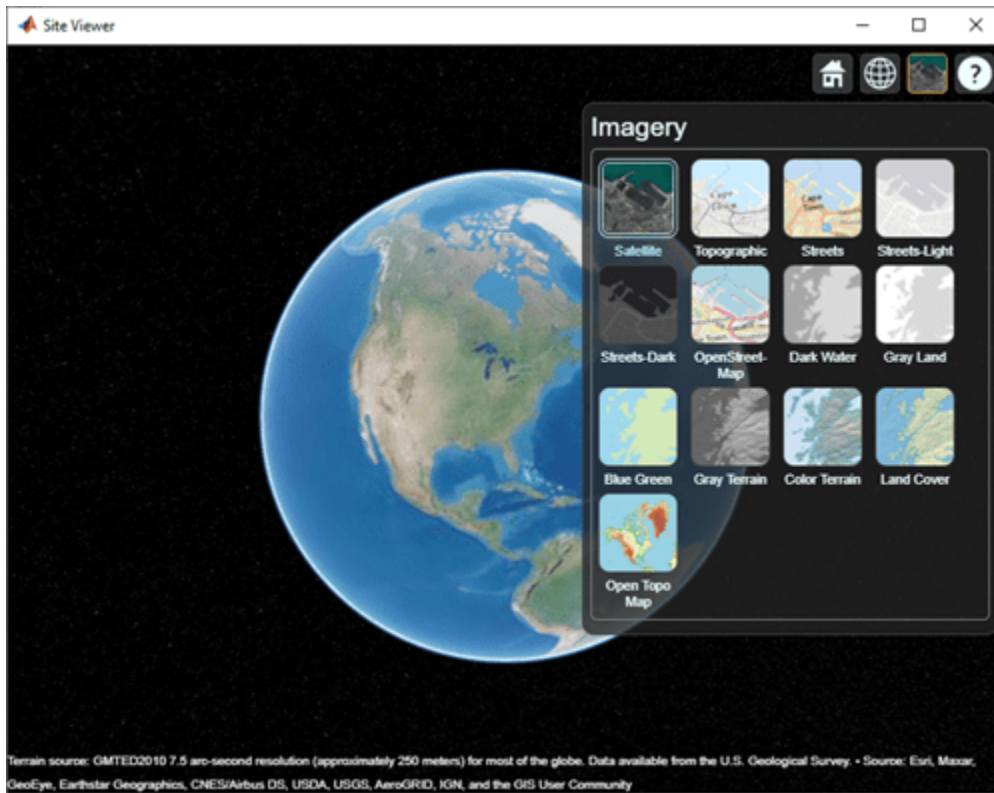 Site Viewer
?
Imagery
Satellite Topographic Streets Streets-Light
Streets-Dark OpenStreet- Dark Water Gray Land
Map
Blue Green Gray Terrain Color Terrain Land Cover
Open Topo
Map
Terrain source: GMTED2010 7.5 arc-second resolution (approximately 250 meters) for most of the globe. Data available from the U.S. Geological Survey. • Source: Esri, Maxar,
GeoEye, Earthstar Geographics, CNES/Airbus DS, USDA, USGS, AeroGRID, IGN, and the GIS User Community